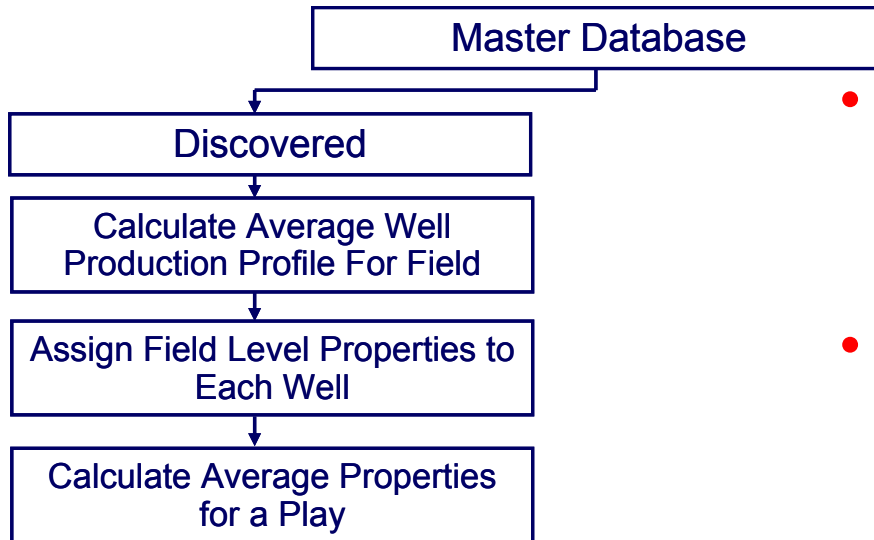 Master Database
Discovered
Calculate Average Well
Production Profile For Field
Assign Field Level Properties to
Each Well
Calculate Average Properties
for a Play